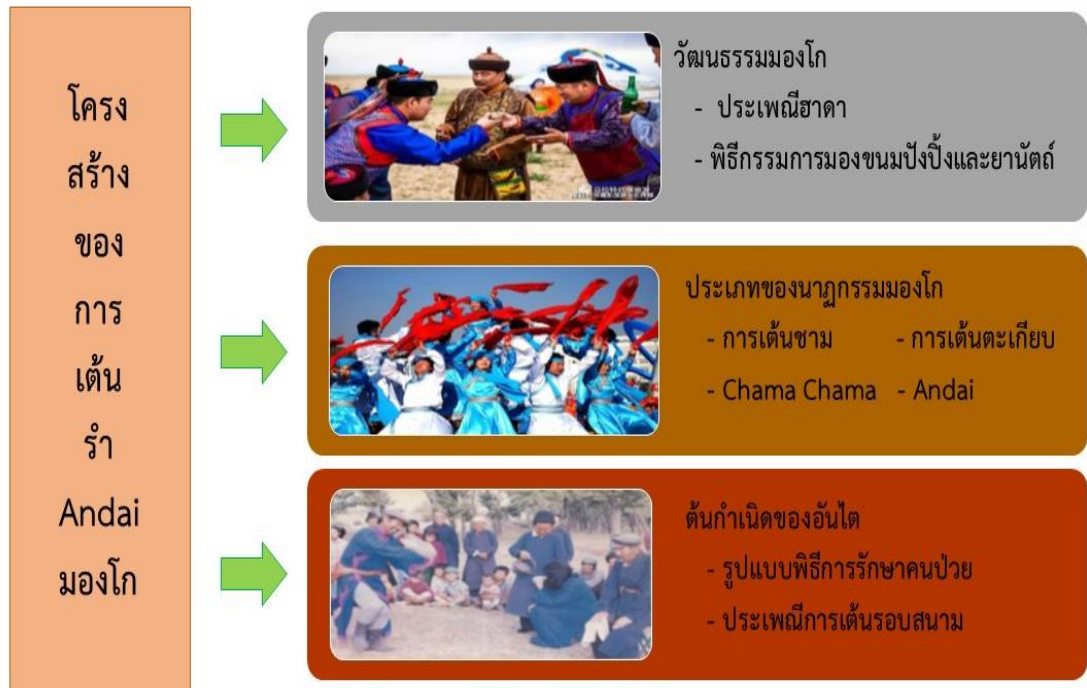 โครง
สร้าง
ของ
การ
เต้น
รำ
Andai
มองโก
วัฒนธรรมมองโก
- ประเพณีฮาดา
- พิธีกรรมการมองขนมปังปิ้งและยานัตถ์
ประเภทของนาฏกรรมมองโก
- การเต้นชาม - การเต้นตะเกียบ
- Chama Chama - Andai
ต้นกำเนิดของอันไต
- รูปแบบพิธีการรักษาคนป่วย
- ประเพณีการเต้นรอบสนาม